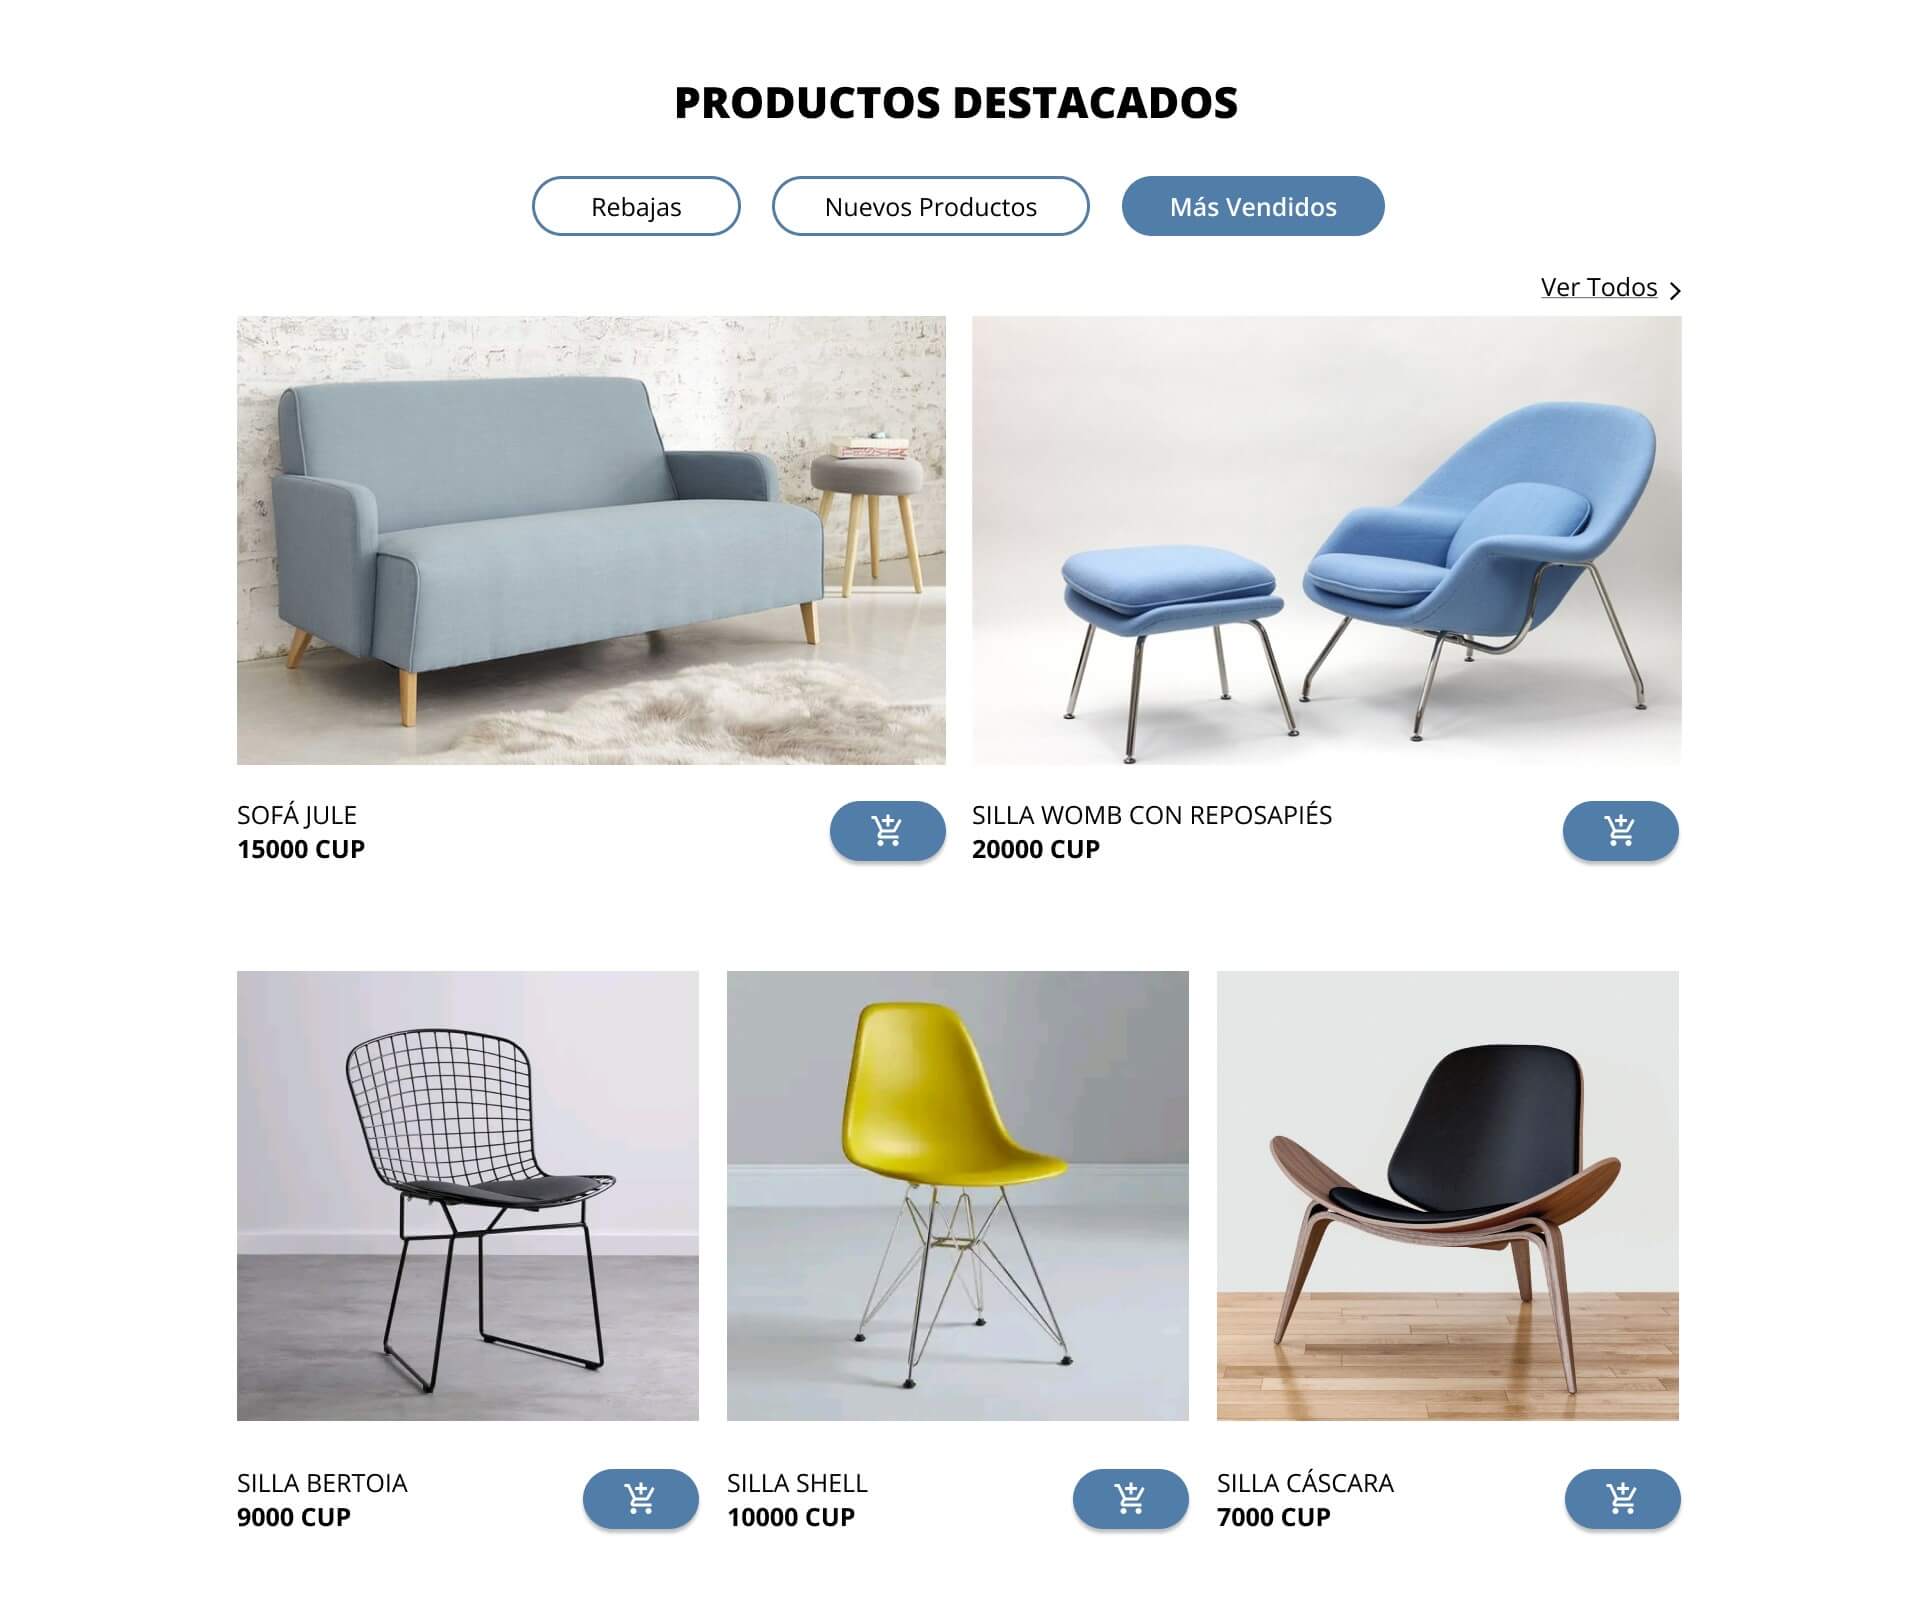 PRODUCTOS DESTACADOS
Rebajas
Nuevos Productos
Más Vendidos
Ver Todos
SOFÁ JULE
15000 CUP
SILLA WOMB CON REPOSAPIÉS
20000 CUP
SILLA BERTOIA
9000 CUP
SILLA SHELL
10000 CUP
SILLA CÁSCARA
7000 CUP